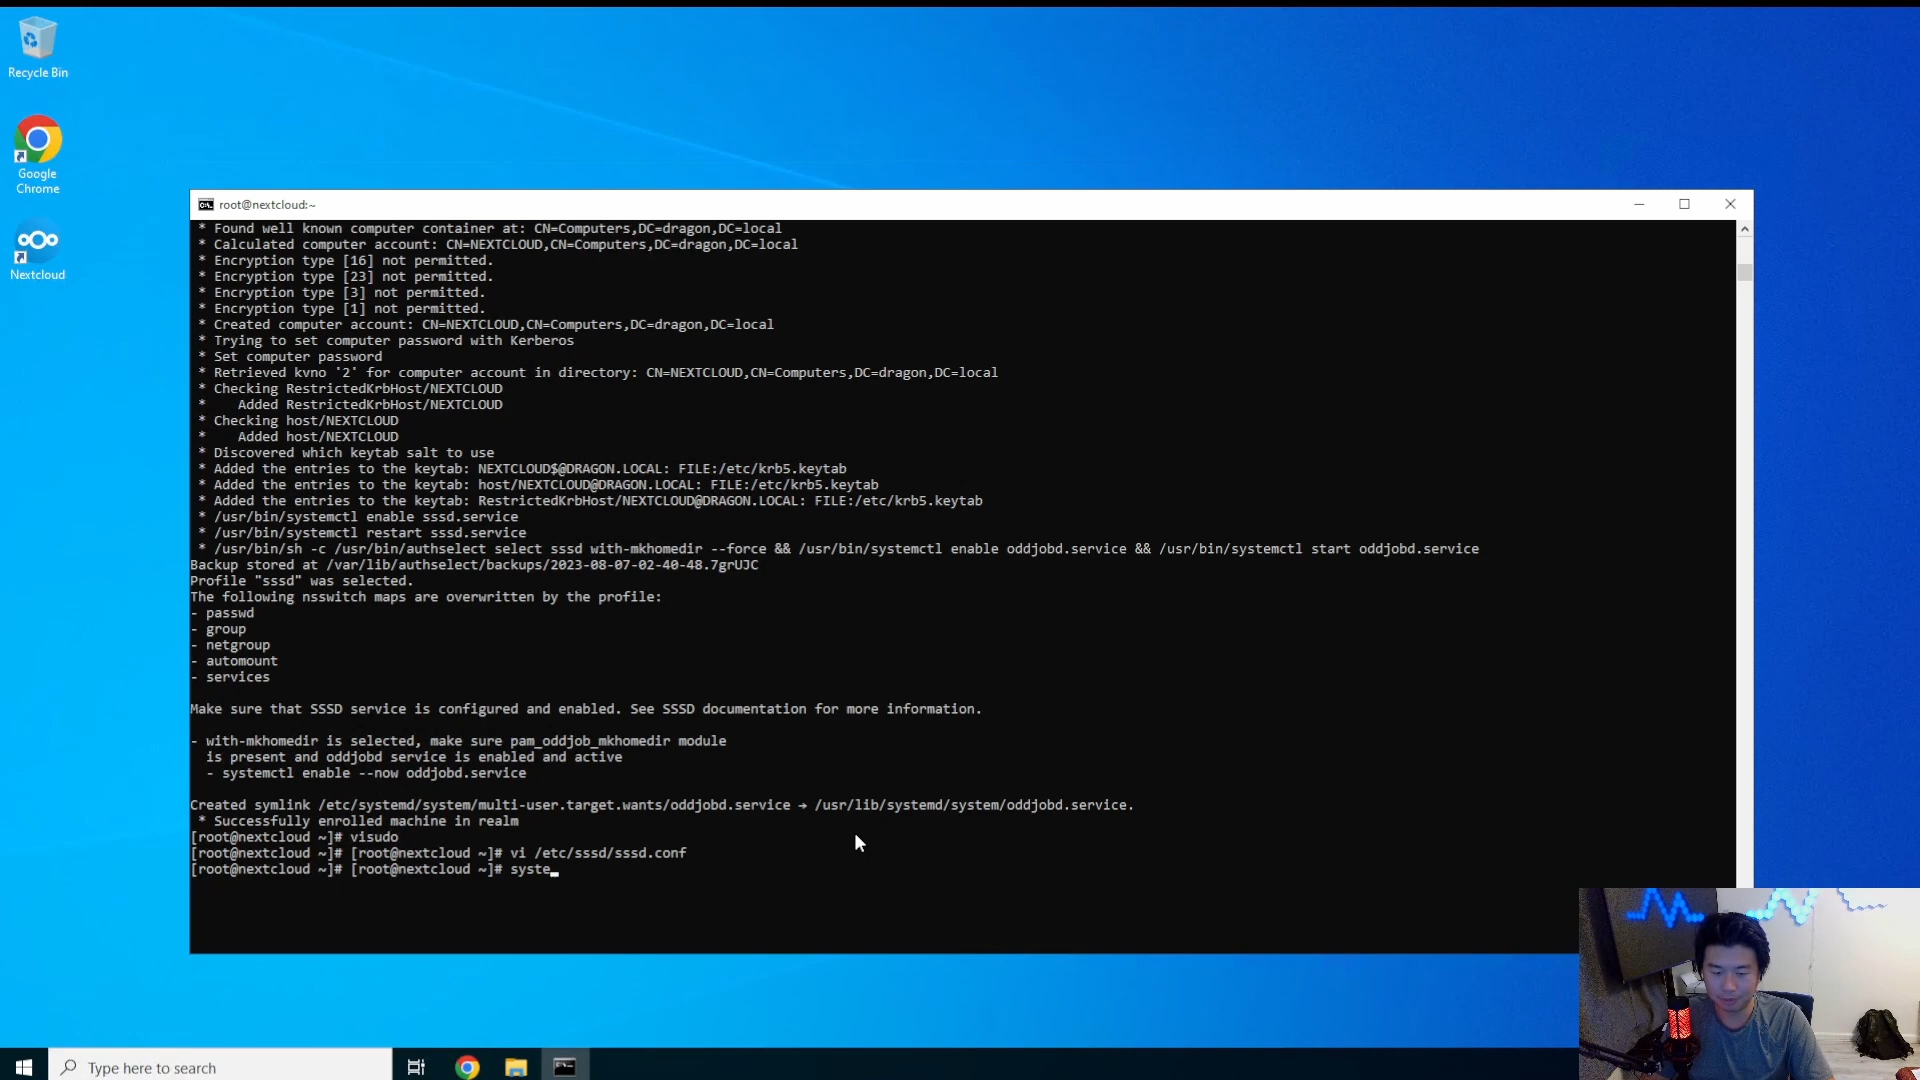 Recycle Bin
Google
Chrome
Nextcloud
root@nextcloud:~
* Found well known computer container at: CN=Computers,DC=dragon,DC=local
* Calculated computer account: CN=NEXTCLOUD,CN=Computers,DC=dragon,DC=local
* Encryption type [16] not permitted.
* Encryption type [23] not permitted.
* Encryption type [3] not permitted.
* Encryption type [1] not permitted.
* Created computer account: CN=NEXTCLOUD,CN=Computers,DC=dragon,DC=local
* Trying to set computer password with Kerberos
* Set computer password
* Retrieved kvno '2' for computer account in directory: CN=NEXTCLOUD,CN=Computers,DC=dragon,DC=local
* Checking RestrictedKrbHost/NEXTCLOUD
*    Added RestrictedKrbHost/NEXTCLOUD
* Checking host/NEXTCLOUD
*    Added host/NEXTCLOUD
* Discovered which keytab salt to use
* Added the entries to the keytab: NEXTCLOUD$@DRAGON.LOCAL: FILE:/etc/krb5.keytab
* Added the entries to the keytab: host/NEXTCLOUD@DRAGON.LOCAL: FILE:/etc/krb5.keytab
* Added the entries to the keytab: RestrictedKrbHost/NEXTCLOUD@DRAGON.LOCAL: FILE:/etc/krb5.keytab
* /usr/bin/systemctl enable sssd.service
* /usr/bin/systemctl restart sssd.service
* /usr/bin/sh -c /usr/bin/authselect select sssd with-mkhomedir --force && /usr/bin/systemctl enable oddjobd.service && /usr/bin/systemctl start oddjobd.service
Backup stored at /var/lib/authselect/backups/2023-08-07-02-40-48.7grUJC
Profile "sssd" was selected.
The following nsswitch maps are overwritten by the profile:
- passwd
- group
- netgroup
- automount
- services
Make sure that SSSD service is configured and enabled. See SSSD documentation for more information.
- with-mkhomedir is selected, make sure pam_oddjob_mkhomedir module
is present and oddjobd service is enabled and active
- systemctl enable --now oddjobd.service
Created symlink /etc/systemd/system/multi-user.target.wants/oddjobd.service → /usr/lib/systemd/system/oddjobd.service.
* Successfully enrolled machine in realm
[root@nextcloud ~]# visudo
[root@nextcloud ~]# [root@nextcloud ~]# vi /etc/sssd/sssd.conf
[root@nextcloud ~]# [root@nextcloud ~]# syste
Type here to search